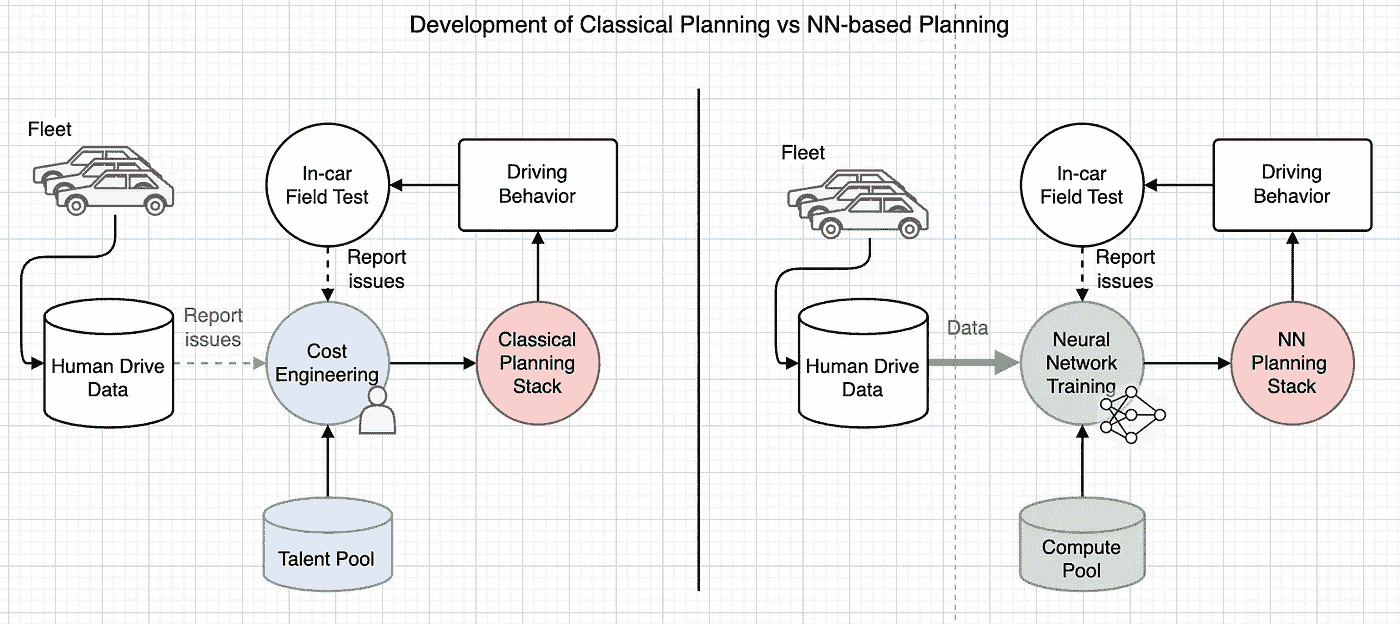 Development of Classical Planning vs NN-based Planning
Fleet
In-car
Field Test
Driving
Behavior
Report
issues
Human Drive
Data
Report
issues
Cost
Engineering
Classical
Planning
Stack
Talent Pool
Fleet
In-car
Field Test
Driving
Behavior
Report
issues
Human Drive
Data
Data
Neural
Network
Training
NN
Planning
Stack
Compute
Pool